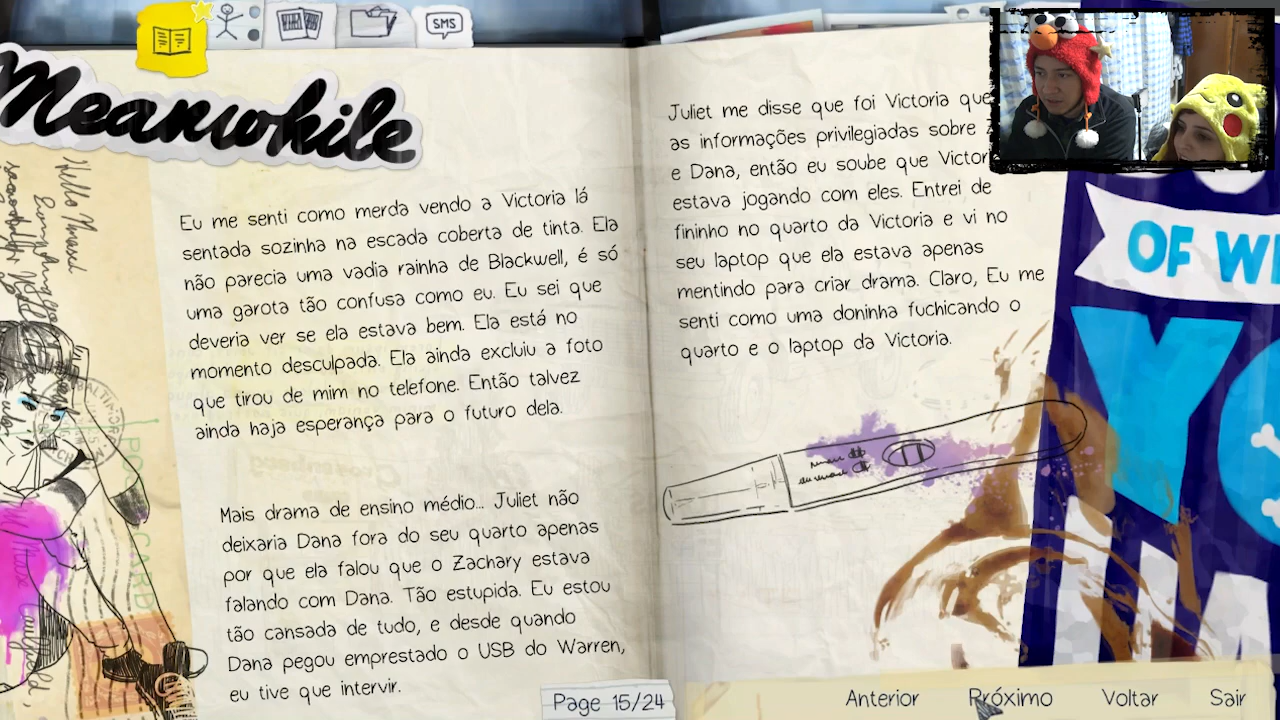 SMS
Meanwhile
Eu me senti como merda vendo a Victoria lá
sentada sozinha na escada coberta de tinta. Ela
não parecia uma vadia rainha de Blackwell, é só
uma garota tão confusa como eu. Eu sei que
deveria ver se ela estava bem. Ela está no
momento desculpada. Ela ainda excluiu a foto
que tirou de mim no telefone. Então talvez
ainda haja esperança para o futuro dela.
Mais drama de ensino médio... Juliet não
deixaria Dana fora do seu quarto apenas
por que ela falou que o Zachary estava
falando com Dana. Tão estupida. Eu estou
tão cansada de tudo, e desde quando
Dana pegou emprestado o USB do Warren,
eu tive que intervir.
Juliet me disse que foi Victoria que
as informações privilegiadas sobre
e Dana, então eu soube que Victor
estava jogando com eles. Entrei de
fininho no quarto da Victoria e vi no
seu laptop que ela estava apenas
mentindo para criar drama. Claro, Eu me
senti como uma doninha fuchicando o
quarto e o laptop da Victoria.
OF WE
Page 15/24
Anterior Próximo Voltar Sair